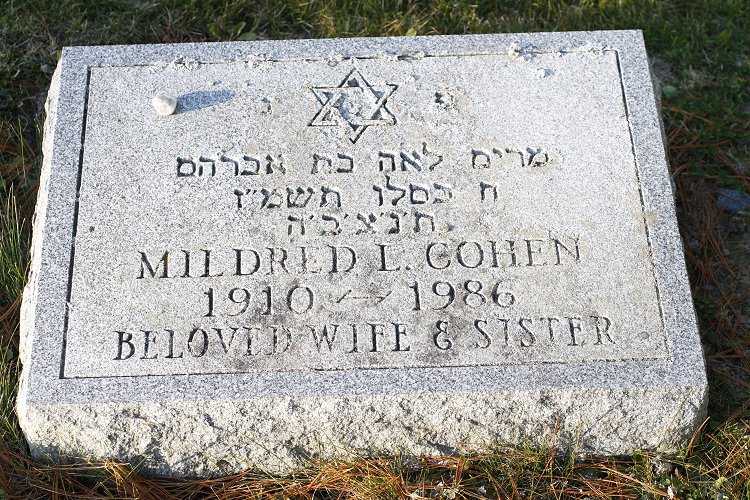 פ נ
מרים לאה בת אברהם
ח כסלו תשמ"ז
ת'נ'צ'ב'ה
MILDRED L. COHEN
1910 1986
BELOVED WIFE & SISTER